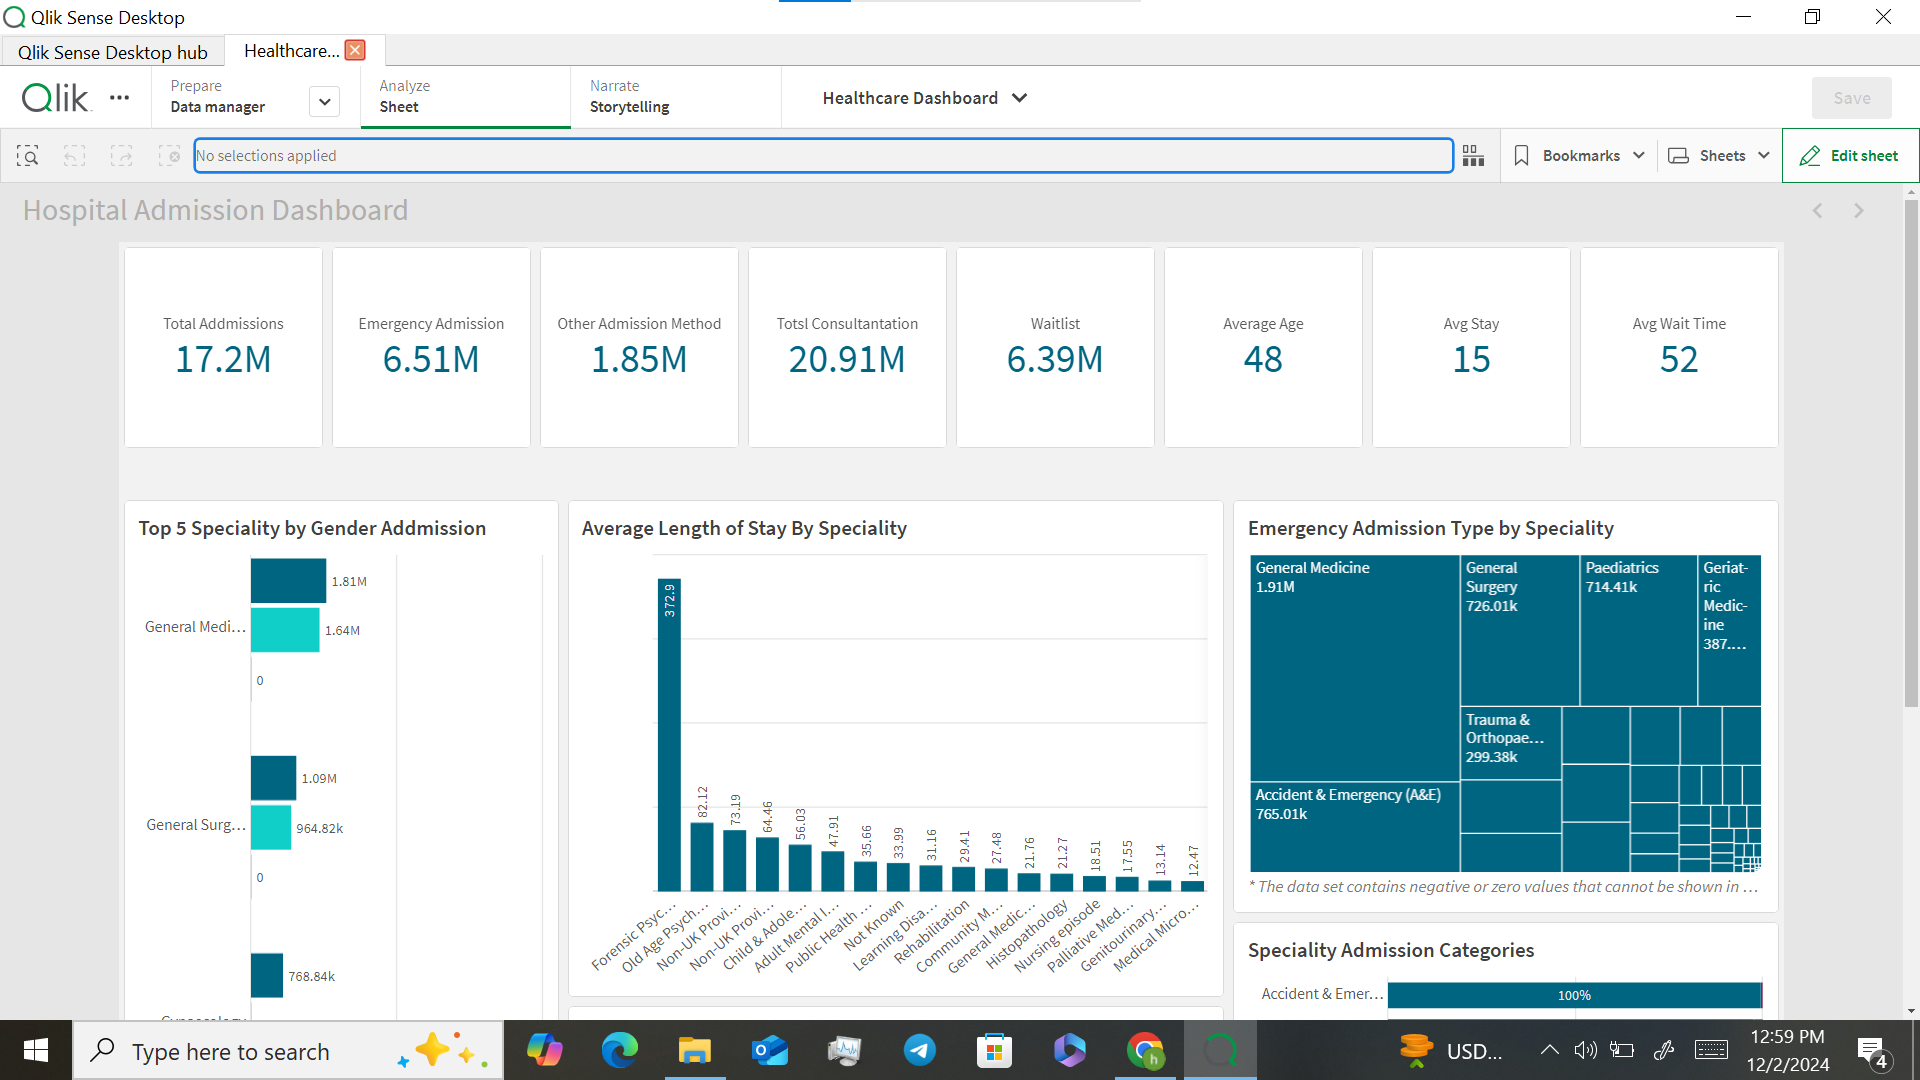 Qlik Sense Desktop
Qlik Sense Desktop hub
Healthcare...
Qlik
Prepare
Data manager
Analyze
Sheet
Narrate
Storytelling
Healthcare Dashboard
Save
No selections applied
Bookmarks
Sheets
Edit sheet
Hospital Admission Dashboard
Total Addmissions
17.2M
Emergency Admission
6.51M
Other Admission Method
1.85M
Totsl Consultantation
20.91M
Waitlist
6.39M
Average Age
48
Avg Stay
15
Avg Wait Time
52
Top 5 Speciality by Gender Addmission
General Medi...
1.81M
1.64M
0
General Surg...
1.09M
964.82k
0
768.84k
Average Length of Stay By Speciality
372.9
82.12
73.19
64.46
56.03
47.91
35.66
33.99
31.16
29.41
27.48
21.76
21.27
18.51
17.55
13.14
12.47
Forensic Psyc...
Old Age Psych...
Non-UK Provi...
Non-UK Provi...
Child & Adole...
Adult Mental I...
Public Health ...
Not Known
Learning Disa...
Rehabilitation
Community M...
General Medic...
Histopathology
Nursing episode
Palliative Med...
Genitourinary...
Medical Micro...
Emergency Admission Type by Speciality
General Medicine
1.91M
General
Surgery
726.01k
Paediatrics
714.41k
Geriat-
ric
Medic-
ine
387....
Trauma &
Orthopae...
299.38k
Accident & Emergency (A&E)
765.01k
* The data set contains negative or zero values that cannot be shown in ...
Speciality Admission Categories
Accident & Emer...
100%
Type here to search
USD...
12:59 PM
12/2/2024
4